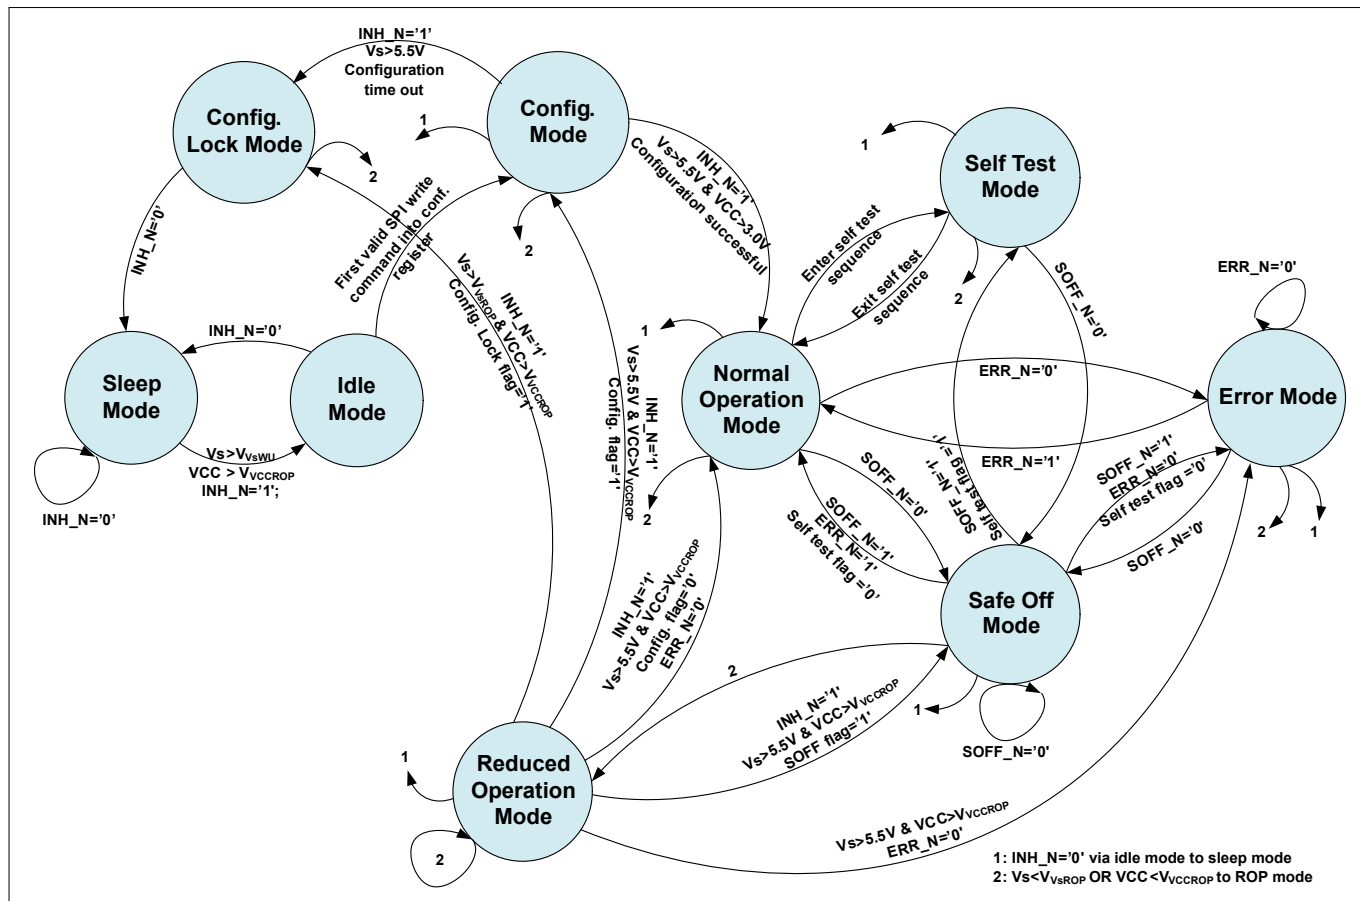 INH_N='1'
Vs>5.5V
Configuration
time out
Config.
Lock Mode
Config.
Mode
1
2
2
Self Test
Mode
1
2
INH_N='1'
Vs>5.5V & VCC>3.0V
Configuration successful
First valid SPI write
command into conf.
register
INH_N='0'
Enter self test
sequence
Exit self test
sequence
SOFF_N='0'
ERR_N='0'
INH_N='0'
Sleep
Mode
Idle
Mode
Vs>VVsWU
VCC > VVCCROP
INH_N='1';
INH_N='0'
INH_N='1'
Vs>VVsROP & VCC>VVCCROP
Config. Lock flag='1'
INH_N='1'
Vs>5.5V & VCC>VVCCROP
Config. flag='1'
1
Normal
Operation
Mode
2
ERR_N='0'
ERR_N='1'
Error Mode
2
1
SOFF_N='0'
SOFF_N='1'
ERR_N='1'
Self test flag ='0'
SOFF_N='1'
Self test flag ='1'
SOFF_N='1'
ERR_N='0'
Self test flag ='0'
SOFF_N='0'
Safe Off
Mode
1
SOFF_N='0'
INH_N='1'
Vs>5.5V & VCC>VVCCROP
Config. flag='0'
ERR_N='0'
2
INH_N='1'
Vs>5.5V & VCC>VVCCROP
SOFF flag='1'
1
Reduced
Operation
Mode
2
Vs>5.5V & VCC>VVCCROP
ERR_N='0'
1: INH_N='0' via idle mode to sleep mode
2: Vs<VVsROP OR VCC<VVCCROP to ROP mode